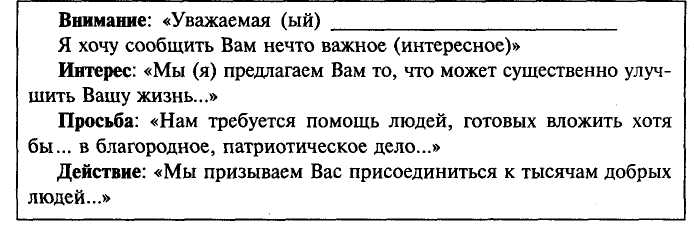 Внимание: «Уважаемая (ый) ______________________
Я хочу сообщить Вам нечто важное (интересное)»
Интерес: «Мы (я) предлагаем Вам то, что может существенно улуч-
шить Вашу жизнь...»
Просьба: «Нам требуется помощь людей, готовых вложить хотя
бы... в благородное, патриотическое дело...»
Действие: «Мы призываем Вас присоединиться к тысячам добрых
людей...»